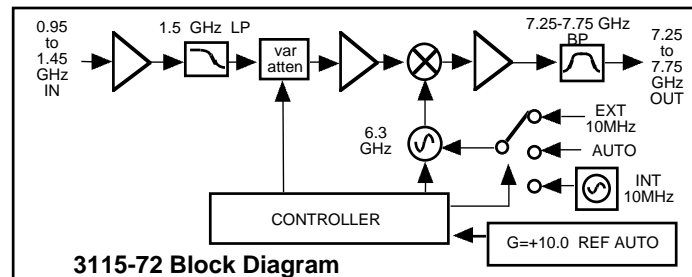 0.95
to
1.45
GHz
IN
1.5 GHz LP
var
atten
7.25-7.75 GHz
BP
7.25
to
7.75
GHz
OUT
6.3
GHz
EXT
10MHz
AUTO
INT
10MHz
CONTROLLER
G=+10.0 REF AUTO
3115-72 Block Diagram